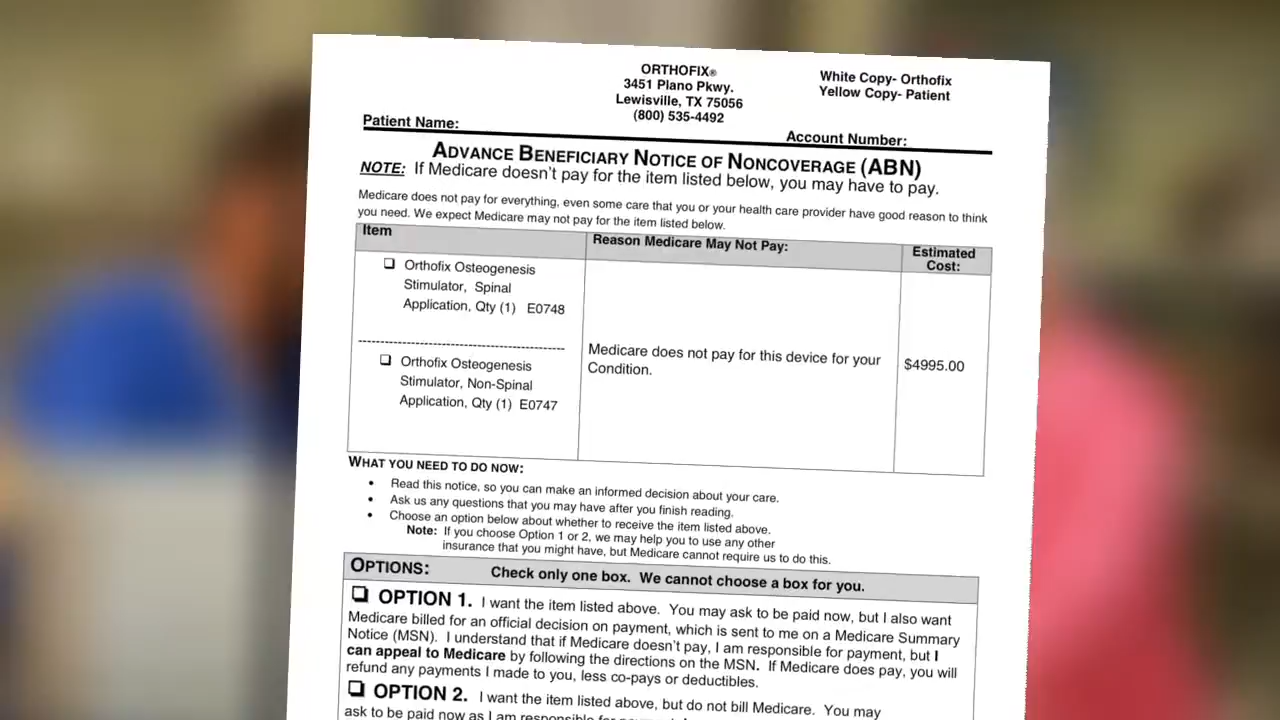 ORTHOFIX®
3451 Plano Pkwy.
Lewisville, TX 75056
(800) 535-4492
White Copy- Orthofix
Yellow Copy- Patient
Patient Name:
Account Number:
ADVANCE BENEFICIARY NOTICE OF NONCOVERAGE (ABN)
NOTE: If Medicare doesn't pay for the item listed below, you may have to pay.
Medicare does not pay for everything, even some care that you or your health care provider have good reason to think
you need. We expect Medicare may not pay for the item listed below.
Item
Reason Medicare May Not Pay:
Estimated
Cost:
❏ Orthofix Osteogenesis
Stimulator, Spinal
Application, Qty (1) E0748
❏ Orthofix Osteogenesis
Stimulator, Non-Spinal
Application, Qty (1) E0747
Medicare does not pay for this device for your
Condition.
$4995.00
WHAT YOU NEED TO DO NOW:
• Read this notice, so you can make an informed decision about your care.
• Ask us any questions that you may have after you finish reading.
• Choose an option below about whether to receive the item listed above.
Note: If you choose Option 1 or 2, we may help you to use any other
insurance that you might have, but Medicare cannot require us to do this.
OPTIONS: Check only one box. We cannot choose a box for you.
❏ OPTION 1. I want the item listed above. You may ask to be paid now, but I also want
Medicare billed for an official decision on payment, which is sent to me on a Medicare Summary
Notice (MSN). I understand that if Medicare doesn't pay, I am responsible for payment, but I
can appeal to Medicare by following the directions on the MSN. If Medicare does pay, you will
refund any payments I made to you, less co-pays or deductibles.
❏ OPTION 2. I want the item listed above, but do not bill Medicare. You may
ask to be paid now as I am responsible for